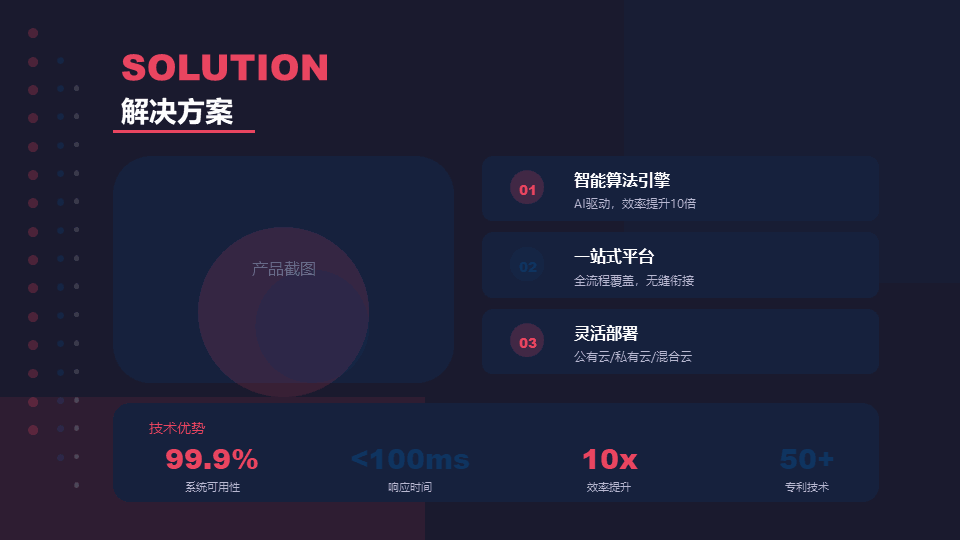 SOLUTION
解决方案
产品截图
01
智能算法引擎
AI驱动，效率提升10倍
02
一站式平台
全流程覆盖，无缝衔接
03
灵活部署
公有云/私有云/混合云
技术优势
99.9%
系统可用性
<100ms
响应时间
10x
效率提升
50+
专利技术